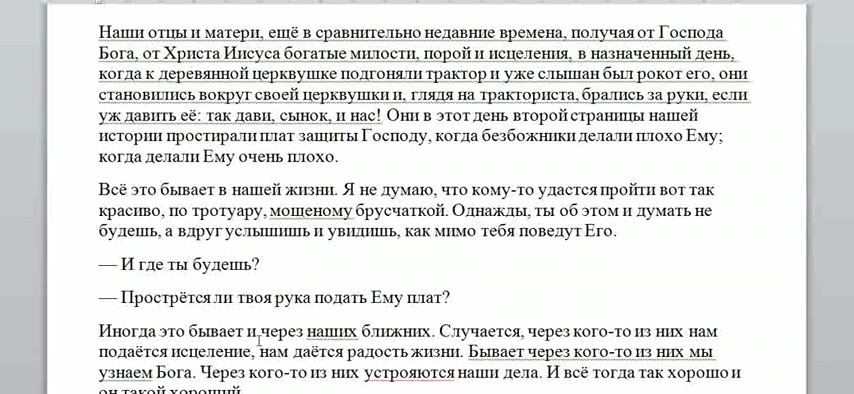 Наши отцы и матери, ещё в сравнительно недавние времена, получая от Господа
Бога, от Христа Иисуса богатые милости, порой и исцеления, в назначенный день,
когда к деревянной церквушке подгоняли трактор и уже слышан был рокот его, они
становились вокруг своей церквушки и, глядя на тракториста, брались за руки, если
уж давить её: так дави, сынок, и нас! Они в этот день второй страницы нашей
истории простирали плат защиты Господу, когда безбожники делали плохо Ему;
когда делали Ему очень плохо.
Всё это бывает в нашей жизни. Я не думаю, что кому-то удастся пройти вот так
красиво, по тротуару, мощеному брусчаткой. Однажды, ты об этом и думать не
будешь, а вдруг услышишь и увидишь, как мимо тебя поведут Его.
— И где ты будешь?
— Прострётся ли твоя рука подать Ему плат?
Иногда это бывает и через наших ближних. Случается, через кого-то из них нам
подаётся исцеление, нам даётся радость жизни. Бывает через кого-то из них мы
узнаем Бога. Через кого-то из них устрояются наши дела. И всё тогда так хорошо и
он такой хороший